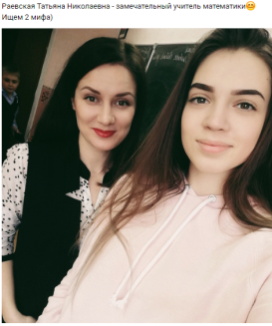 Раевская Татьяна Николаевна - замечательный учитель математики😊
Ищем 2 мифа)